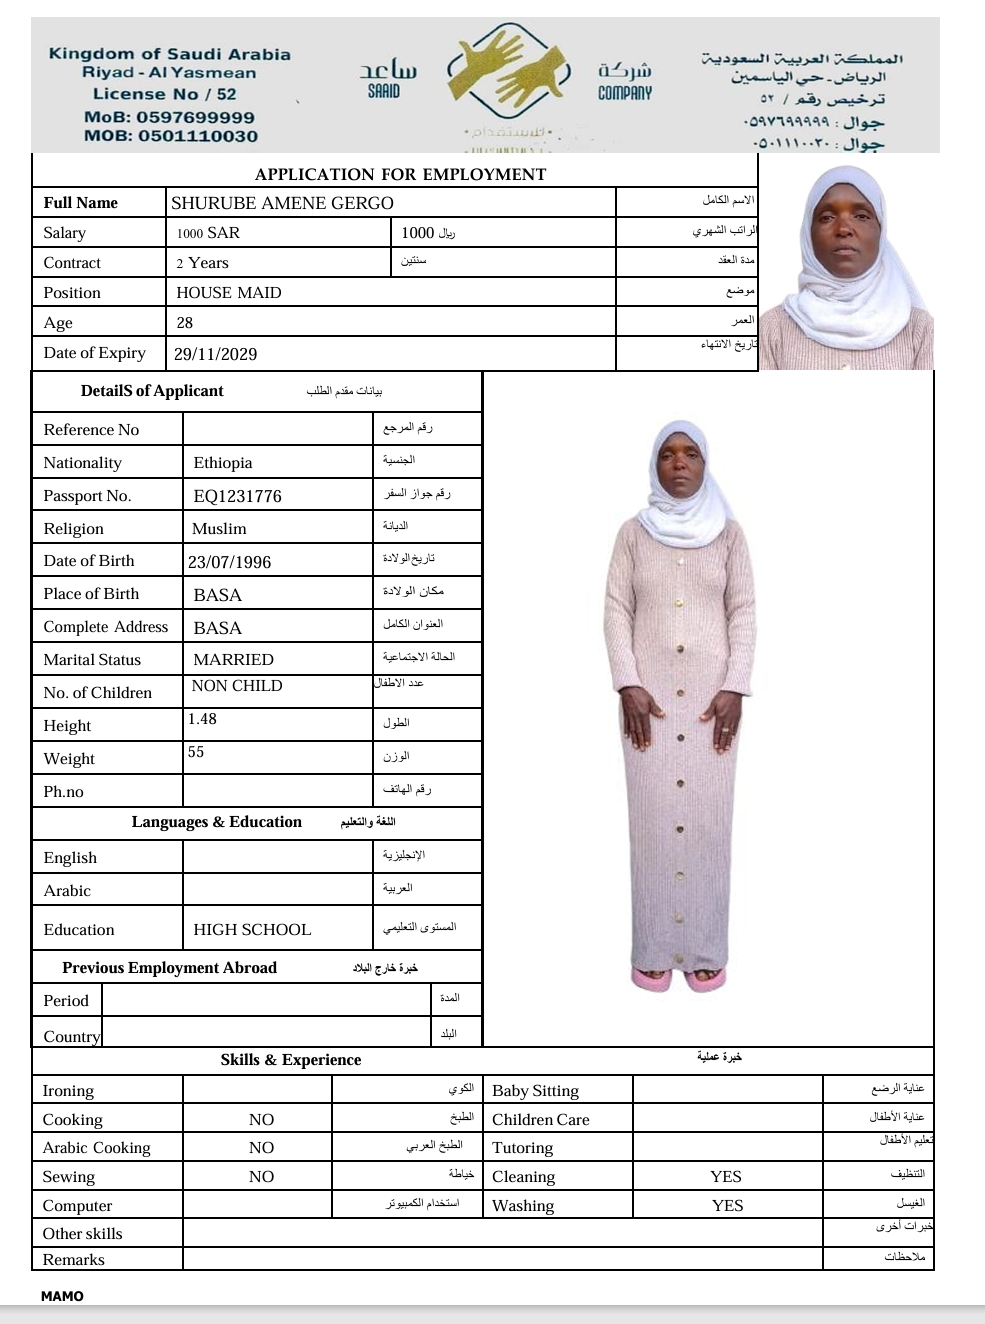 Kingdom of Saudi Arabia
Riyad - Al Yasmean
License No / 52
MoB: 0597699999
MOB: 0501110030
ساعد
SAAID
شركة
COMPANY
للاستقدام
المملكة العربية السعودية
الرياض - حي الياسمين
ترخيص رقم / ٥٢
جوال : ٠٥٩٧٦٩٩٩٩٩
جوال : ٠٥٠١١١٠٠٣٠
APPLICATION FOR EMPLOYMENT
Full Name SHURUBE AMENE GERGO الاسم الكامل
Salary 1000 SAR 1000 ريال الراتب الشهري
Contract 2 Years سنتين مدة العقد
Position HOUSE MAID موضع
Age 28 العمر
Date of Expiry 29/11/2029 تاريخ الانتهاء
DetailS of Applicant بيانات مقدم الطلب
Reference No رقم المرجع
Nationality Ethiopia الجنسية
Passport No. EQ1231776 رقم جواز السفر
Religion Muslim الديانة
Date of Birth 23/07/1996 تاريخ الولادة
Place of Birth BASA مكان الولادة
Complete Address BASA العنوان الكامل
Marital Status MARRIED الحالة الاجتماعية
No. of Children NON CHILD عدد الاطفال
Height 1.48 الطول
Weight 55 الوزن
Ph.no رقم الهاتف
Languages & Education اللغة والتعليم
English الإنجليزية
Arabic العربية
Education HIGH SCHOOL المستوى التعليمي
Previous Employment Abroad خبرة خارج البلاد
Period المدة
Country البلد
Skills & Experience خبرة عملية
Ironing الكوي Baby Sitting عناية الرضع
Cooking NO الطبخ Children Care عناية الأطفال
Arabic Cooking NO الطبخ العربي Tutoring تعليم الأطفال
Sewing NO خياطة Cleaning YES التنظيف
Computer استخدام الكمبيوتر Washing YES الغيسل
Other skills خبرات أخرى
Remarks ملاحظات
MAMO